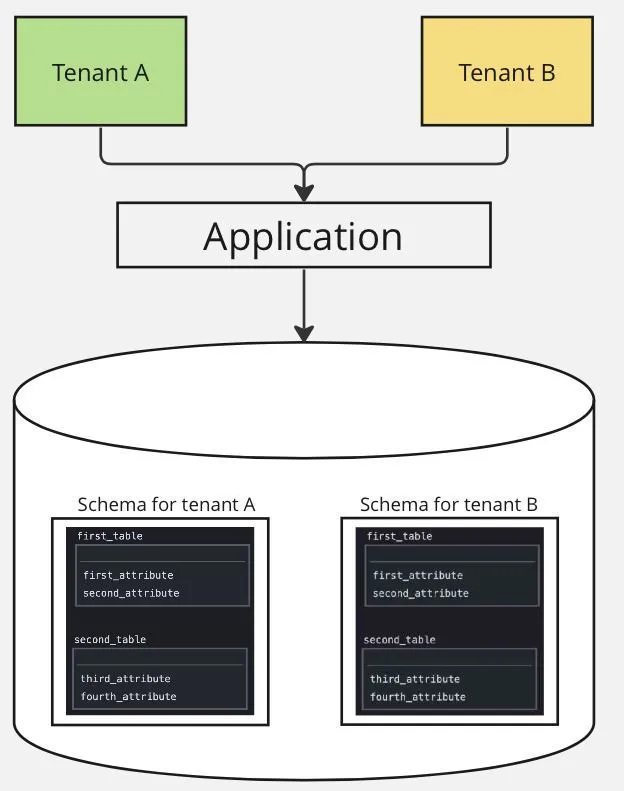 Tenant A
Tenant B
Application
Schema for tenant A
first_table
first_attribute
second_attribute
second_table
third_attribute
fourth_attribute
Schema for tenant B
first_table
first_attribute
second_attribute
second_table
third_attribute
fourth_attribute